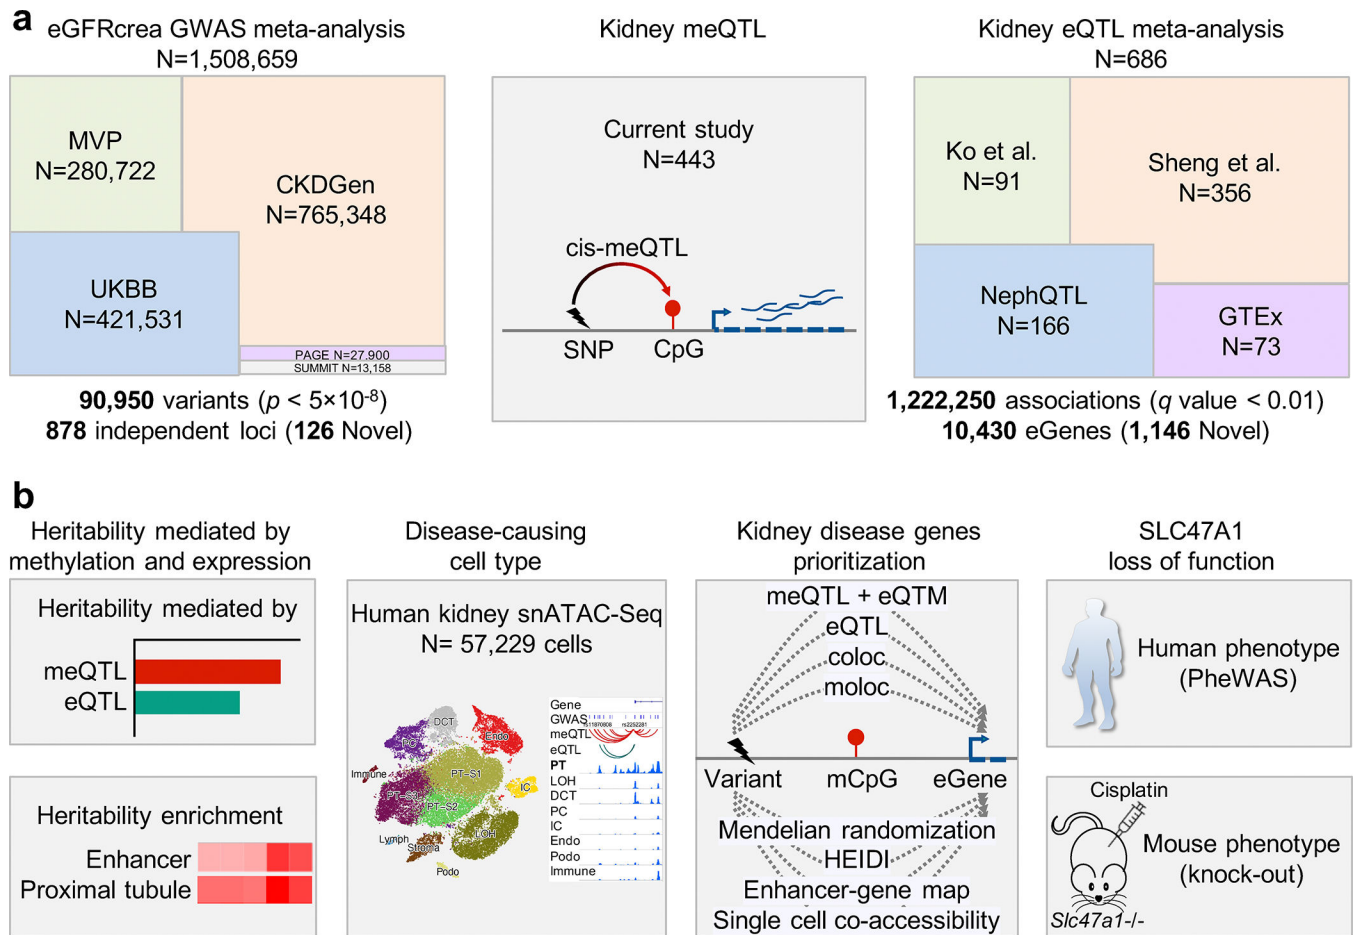 a
eGFRcrea GWAS meta-analysis
N=1,508,659
MVP
N=280,722
CKDGen
N=765,348
UKBB
N=421,531
PAGE N=27.900
SUMMIT N=13,158
90,950 variants (p < 5×10-8)
878 independent loci (126 Novel)
Kidney meQTL
Current study
N=443
cis-meQTL
SNP
CpG
Kidney eQTL meta-analysis
N=686
Ko et al.
N=91
Sheng et al.
N=356
NephQTL
N=166
GTEx
N=73
1,222,250 associations (q value < 0.01)
10,430 eGenes (1,146 Novel)
b
Heritability mediated by
methylation and expression
Heritability mediated by
meQTL
eQTL
Heritability enrichment
Enhancer
Proximal tubule
Disease-causing
cell type
Human kidney snATAC-Seq
N= 57,229 cells
DCT
PC
Endo
Immune
PT-S1
PT-S3
PT-S2
IC
LOH
Lymph
Stroma
Podo
Gene
GWAS
rs11870808
rs2252281
meQTL
eQTL
PT
LOH
DCT
PC
IC
Endo
Podo
Immune
Kidney disease genes
prioritization
meQTL + eQTM
eQTL
coloc
moloc
Variant
mCpG
eGene
Mendelian randomization
HEIDI
Enhancer-gene map
Single cell co-accessibility
SLC47A1
loss of function
Human phenotype
(PheWAS)
Cisplatin
Mouse phenotype
(knock-out)
Slc47a1-/-